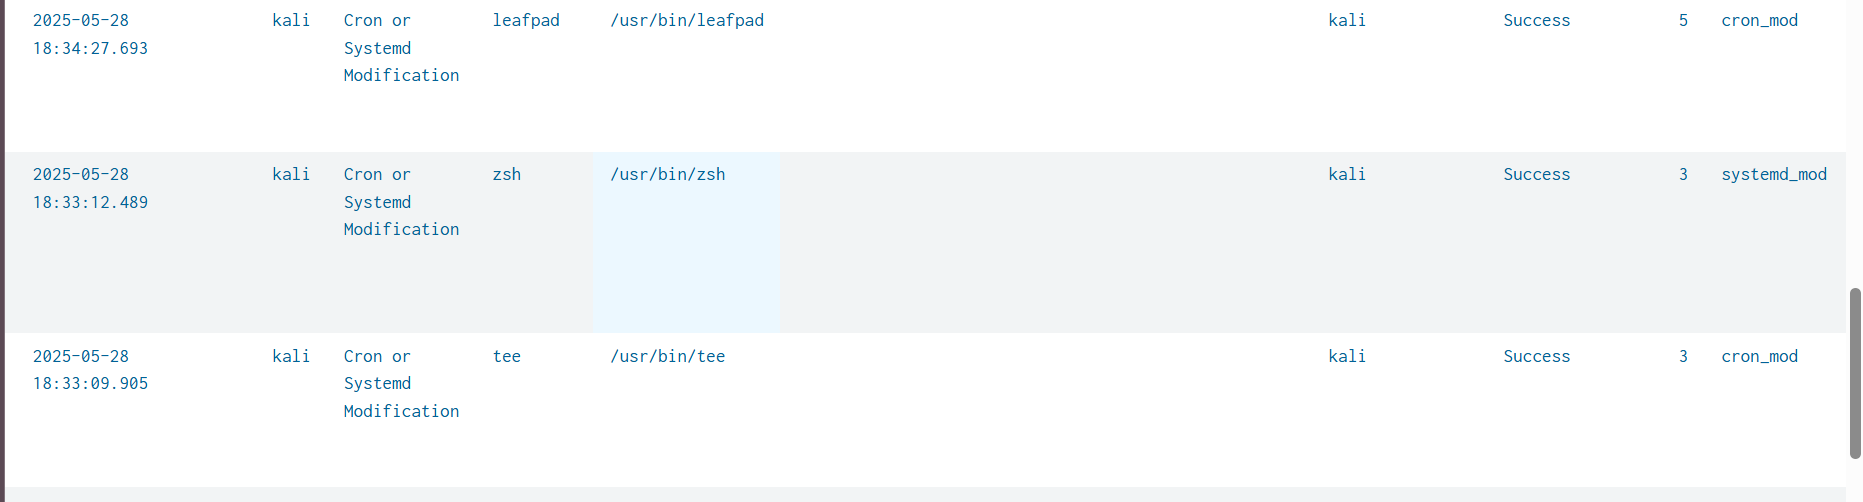 2025-05-28 kali Cron or leafpad /usr/bin/leafpad kali Success 5 cron_mod
18:34:27.693 Systemd
Modification
2025-05-28 kali Cron or zsh /usr/bin/zsh kali Success 3 systemd_mod
18:33:12.489 Systemd
Modification
2025-05-28 kali Cron or tee /usr/bin/tee kali Success 3 cron_mod
18:33:09.905 Systemd
Modification